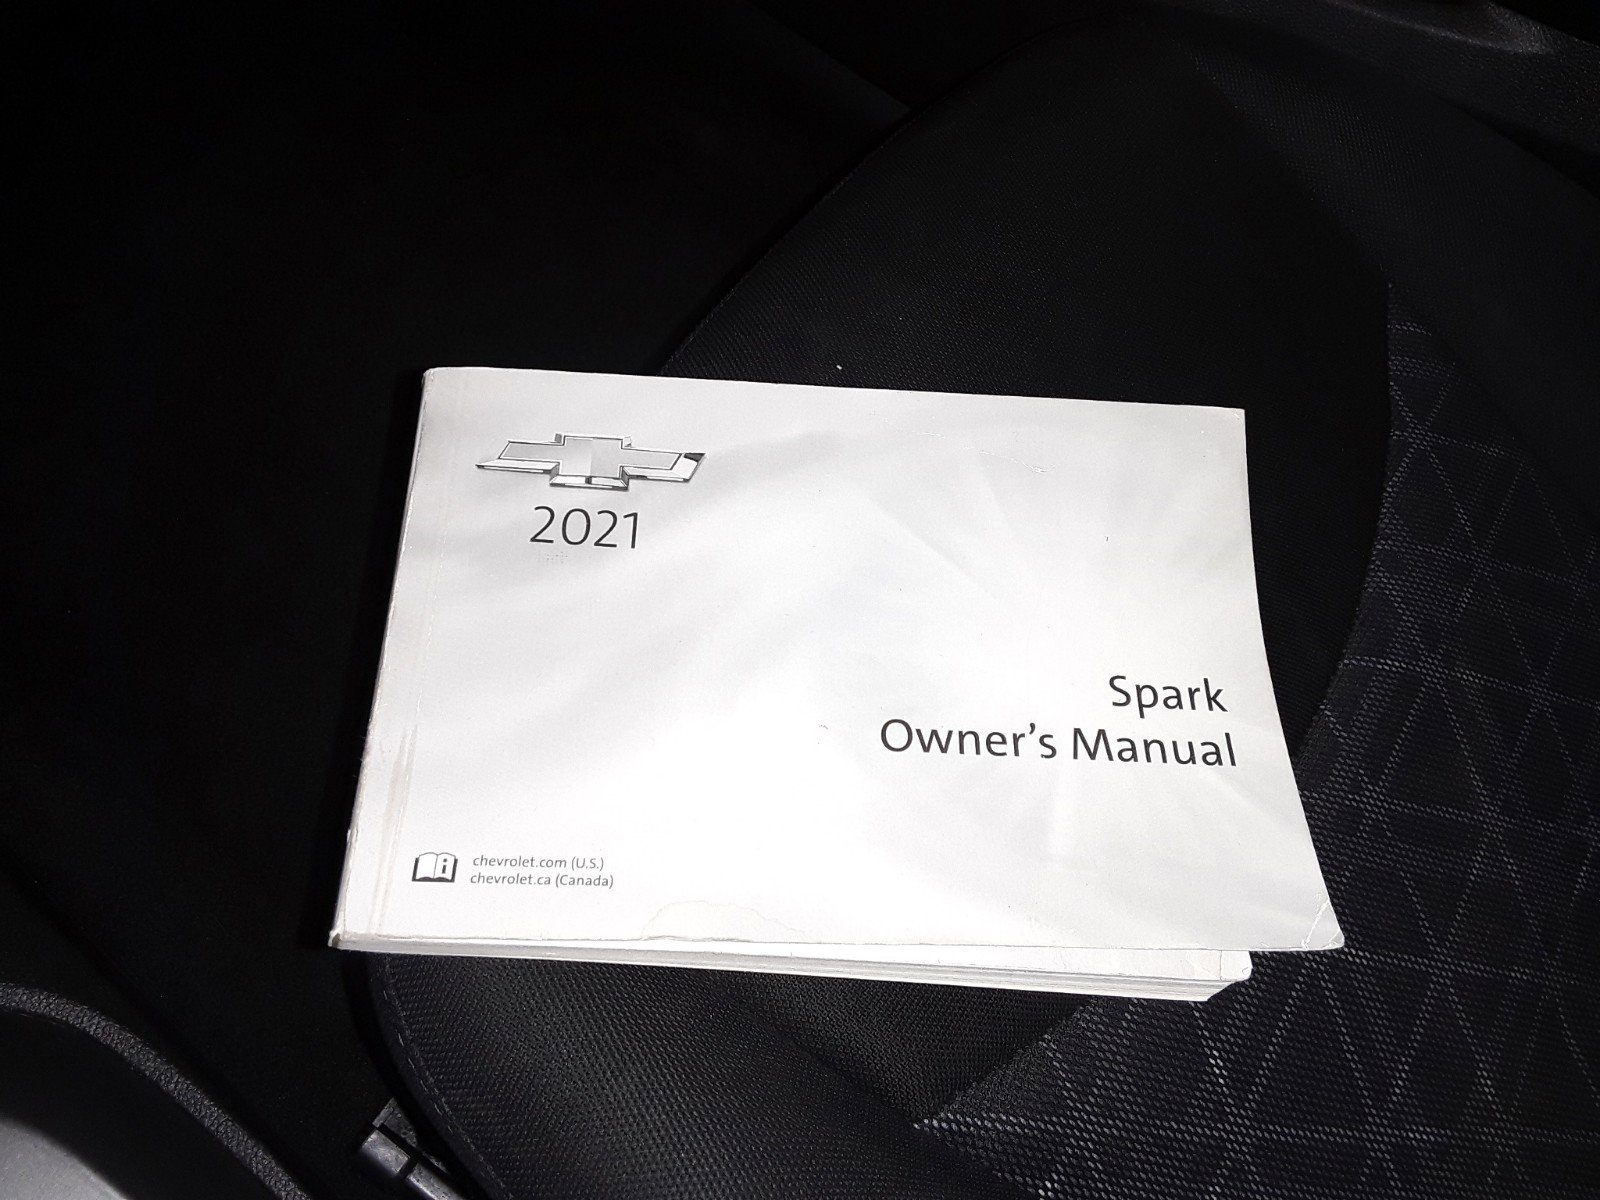 2021
Spark
Owner's Manual
chevrolet.com (U.S.)
chevrolet.ca (Canada)